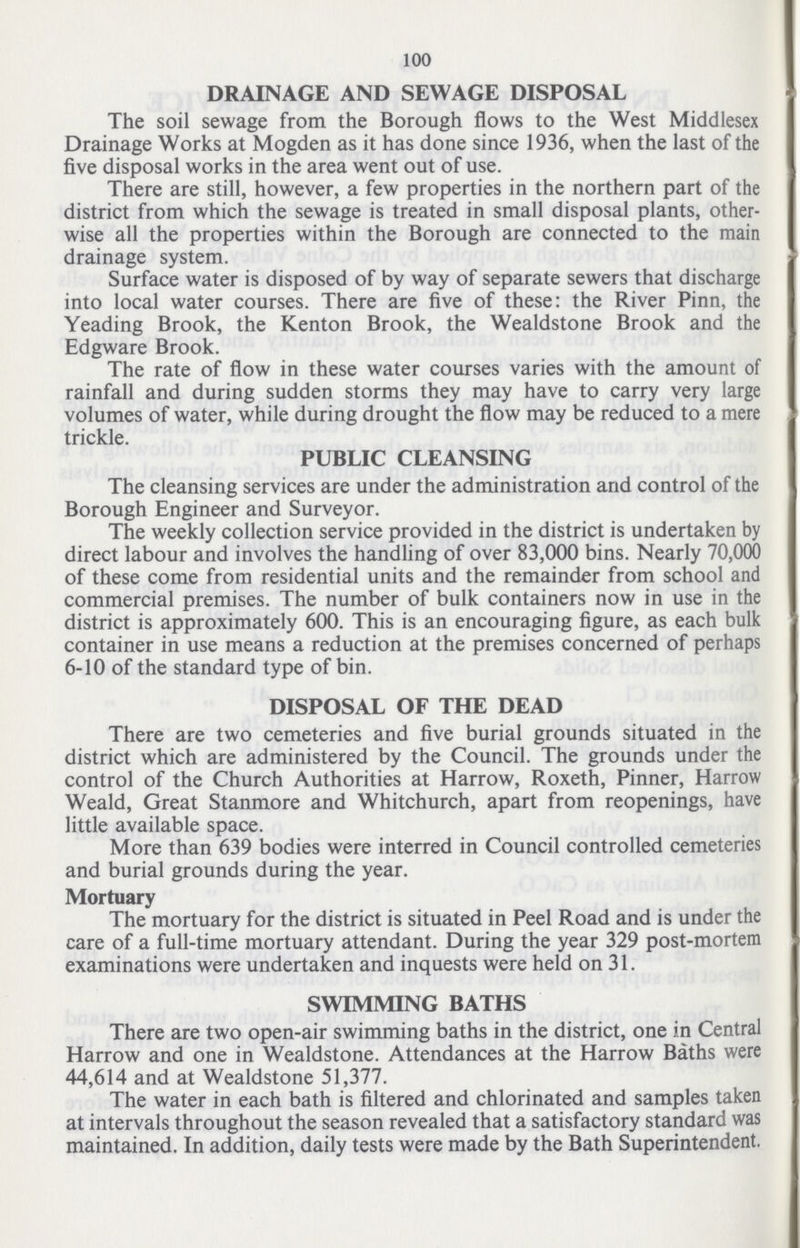 100
DRAINAGE AND SEWAGE DISPOSAL
The soil sewage from the Borough flows to the West Middlesex
Drainage Works at Mogden as it has done since 1936, when the last of the
five disposal works in the area went out of use.
There are still, however, a few properties in the northern part of the
district from which the sewage is treated in small disposal plants, other-
wise all the properties within the Borough are connected to the main
drainage system.
Surface water is disposed of by way of separate sewers that discharge
into local water courses. There are five of these: the River Pinn, the
Yeading Brook, the Kenton Brook, the Wealdstone Brook and the
Edgware Brook.
The rate of flow in these water courses varies with the amount of
rainfall and during sudden storms they may have to carry very large
volumes of water, while during drought the flow may be reduced to a mere
trickle.
PUBLIC CLEANSING
The cleansing services are under the administration and control of the
Borough Engineer and Surveyor.
The weekly collection service provided in the district is undertaken by
direct labour and involves the handling of over 83,000 bins. Nearly 70,000
of these come from residential units and the remainder from school and
commercial premises. The number of bulk containers now in use in the
district is approximately 600. This is an encouraging figure, as each bulk
container in use means a reduction at the premises concerned of perhaps
6-10 of the standard type of bin.
DISPOSAL OF THE DEAD
There are two cemeteries and five burial grounds situated in the
district which are administered by the Council. The grounds under the
control of the Church Authorities at Harrow, Roxeth, Pinner, Harrow
Weald, Great Stanmore and Whitchurch, apart from reopenings, have
little available space.
More than 639 bodies were interred in Council controlled cemeteries
and burial grounds during the year.
Mortuary
The mortuary for the district is situated in Peel Road and is under the
care of a full-time mortuary attendant. During the year 329 post-mortem
examinations were undertaken and inquests were held on 31.
SWIMMING BATHS
There are two open-air swimming baths in the district, one in Central
Harrow and one in Wealdstone. Attendances at the Harrow Baths were
44,614 and at Wealdstone 51,377.
The water in each bath is filtered and chlorinated and samples taken
at intervals throughout the season revealed that a satisfactory standard was
maintained. In addition, daily tests were made by the Bath Superintendent.